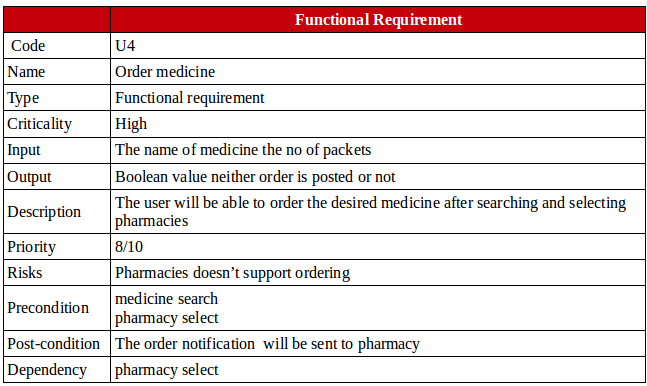 Functional Requirement
Code U4
Name Order medicine
Type Functional requirement
Criticality High
Input The name of medicine the no of packets
Output Boolean value neither order is posted or not
Description The user will be able to order the desired medicine after searching and selecting
pharmacies
Priority 8/10
Risks Pharmacies doesn't support ordering
Precondition medicine search
pharmacy select
Post-condition The order notification will be sent to pharmacy
Dependency pharmacy select